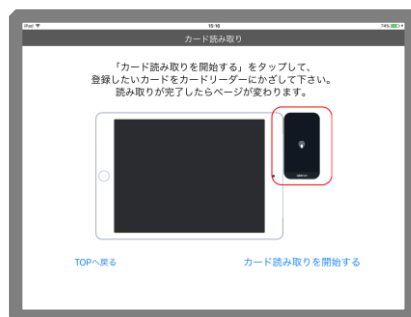 iPad
15:16
74%
カード読み取り
「カード読み取りを開始する」をタップして、
登録したいカードをカードリーダーにかざして下さい。
読み取りが完了したらページが変わります。
TOPへ戻る
カード読み取りを開始する